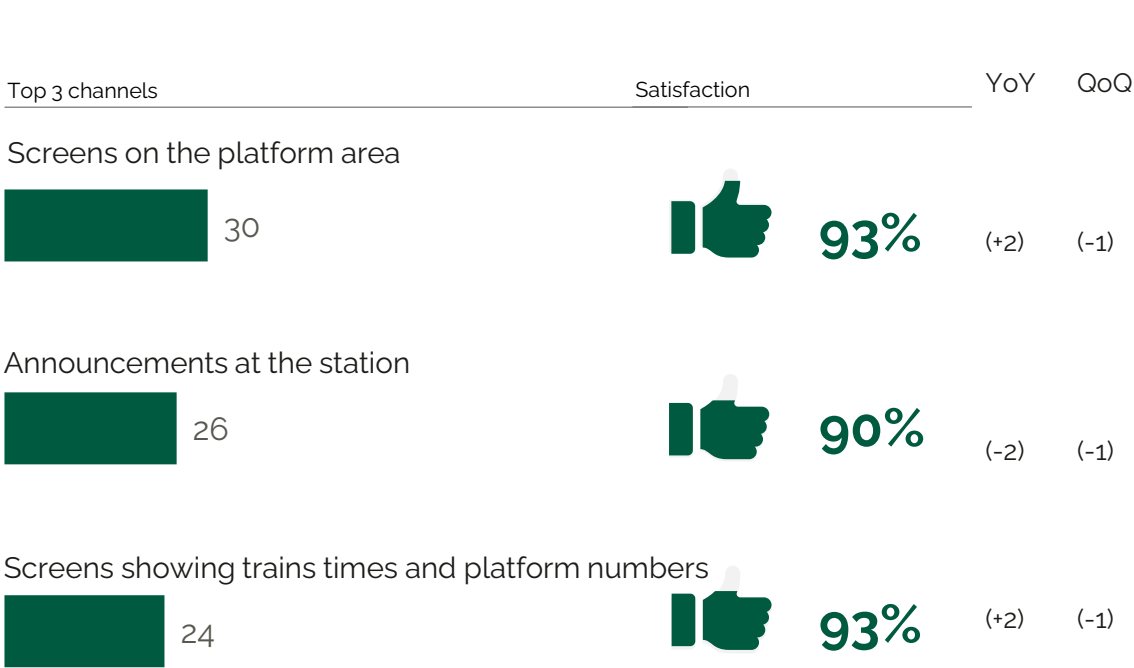 Top 3 channels Satisfaction YoY QoQ
Screens on the platform area
30 93% (+2) (-1)
Announcements at the station
26 90% (-2) (-1)
Screens showing trains times and platform numbers
24 93% (+2) (-1)